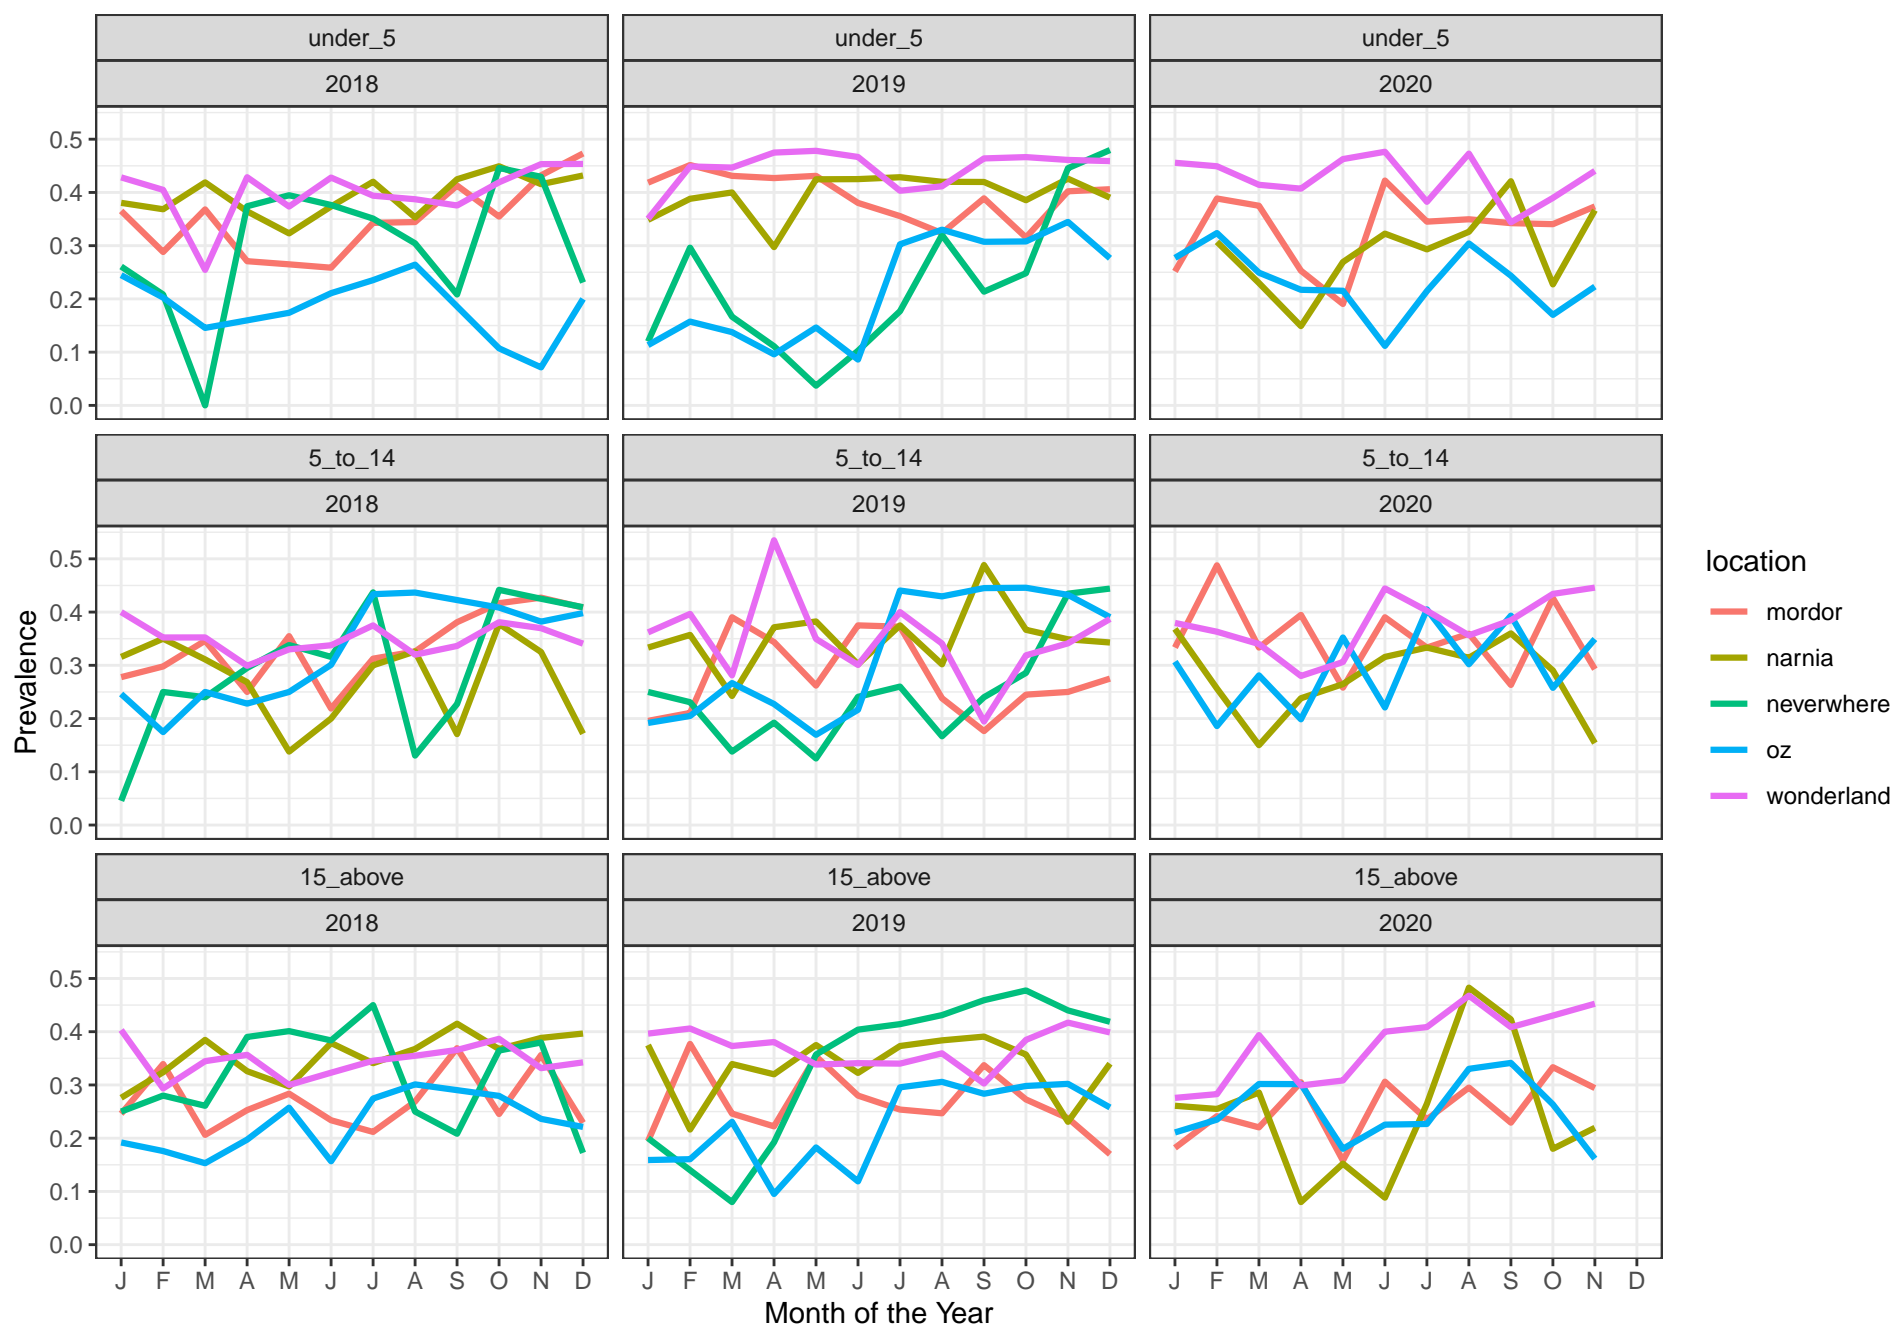 under_5 under_5 under_5
2018 2019 2020
0.5
0.4
0.3
0.2
0.1
0.0
5_to_14 5_to_14 5_to_14
2018 2019 2020
0.5
0.4
0.3
0.2
0.1
0.0
15_above 15_above 15_above
2018 2019 2020
0.5
0.4
0.3
0.2
0.1
0.0
J F M A M J J A S O N D J F M A M J J A S O N D J F M A M J J A S O N D
Month of the Year
Prevalence
location
mordor
narnia
neverwhere
oz
wonderland